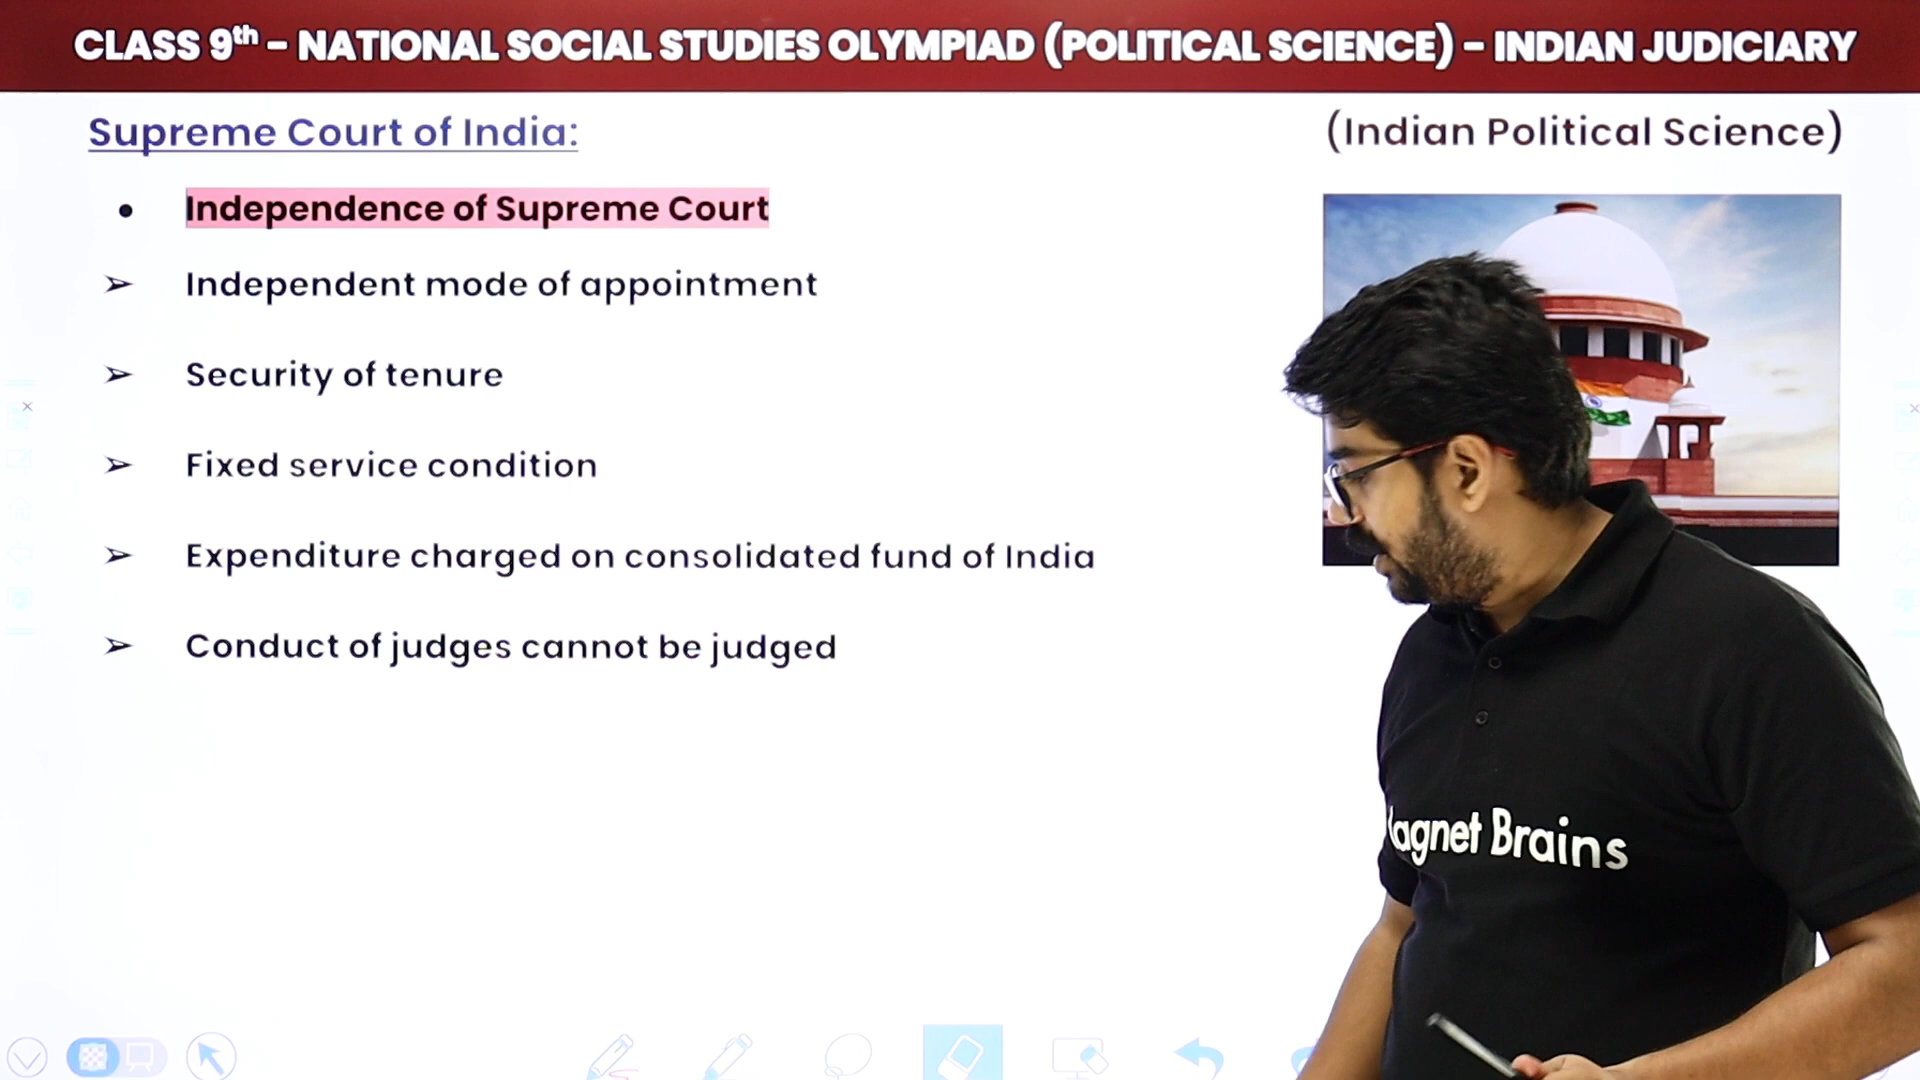 CLASS 9th - NATIONAL SOCIAL STUDIES OLYMPIAD (POLITICAL SCIENCE) - INDIAN JUDICIARY
Supreme Court of India:
(Indian Political Science)
• Independence of Supreme Court
➢ Independent mode of appointment
➢ Security of tenure
➢ Fixed service condition
➢ Expenditure charged on consolidated fund of India
➢ Conduct of judges cannot be judged
agnet Brains